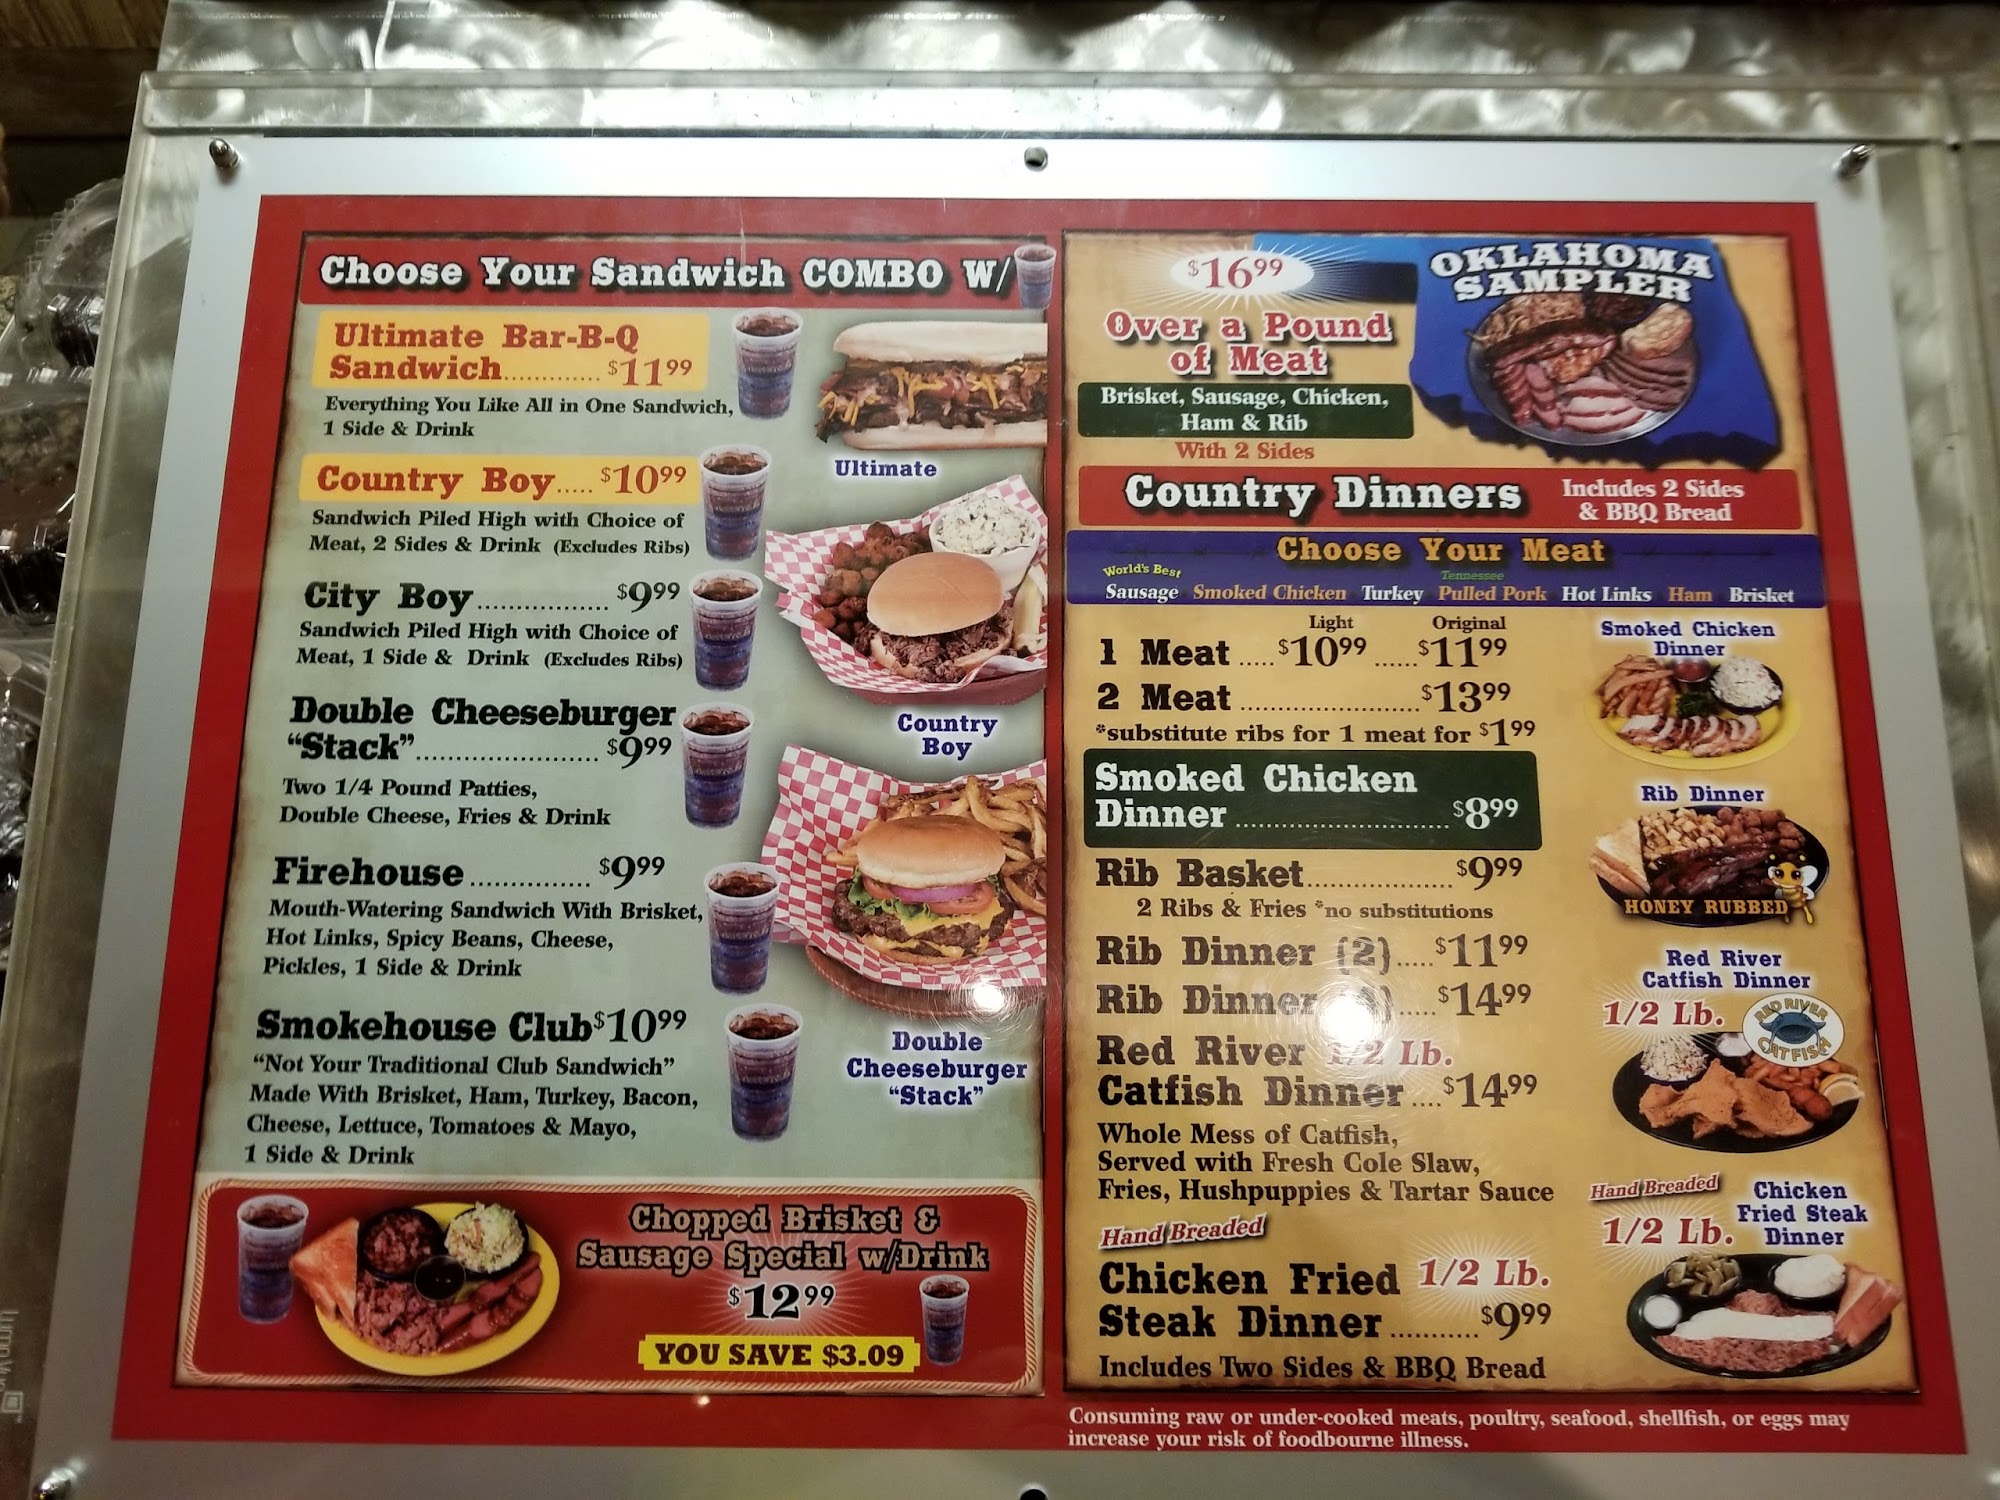 Choose Your Sandwich COMBO W/
Ultimate Bar-B-Q
Sandwich............. $11.99
Everything You Like All in One Sandwich,
1 Side & Drink
Country Boy..... $10.99
Sandwich Piled High with Choice of
Meat, 2 Sides & Drink (Excludes Ribs)
City Boy.................. $9.99
Sandwich Piled High with Choice of
Meat, 1 Side & Drink (Excludes Ribs)
Double Cheeseburger
“Stack”......................... $9.99
Two 1/4 Pound Patties,
Double Cheese, Fries & Drink
Firehouse................ $9.99
Mouth-Watering Sandwich With Brisket,
Hot Links, Spicy Beans, Cheese,
Pickles, 1 Side & Drink
Smokehouse Club $10.99
“Not Your Traditional Club Sandwich”
Made With Brisket, Ham, Turkey, Bacon,
Cheese, Lettuce, Tomatoes & Mayo,
1 Side & Drink
Ultimate
Country
Boy
Double
Cheeseburger
“Stack”
Chopped Brisket &
Sausage Special w/Drink
$12.99
YOU SAVE $3.09
$16.99
Over a Pound
of Meat
Brisket, Sausage, Chicken,
Ham & Rib
With 2 Sides
OKLAHOMA
SAMPLER
Country Dinners
Includes 2 Sides
& BBQ Bread
Choose Your Meat
World's Best
Tennessee
Sausage Smoked Chicken Turkey Pulled Pork Hot Links Ham Brisket
Light Original
1 Meat ..... $10.99 ...... $11.99
2 Meat ......................... $13.99
*substitute ribs for 1 meat for $1.99
Smoked Chicken
Dinner.............................. $8.99
Rib Basket.................... $9.99
2 Ribs & Fries *no substitutions
Rib Dinner (2)..... $11.99
Rib Dinner ..... $14.99
Red River 1/2 Lb.
Catfish Dinner.... $14.99
Whole Mess of Catfish,
Served with Fresh Cole Slaw,
Fries, Hushpuppies & Tartar Sauce
Hand Breaded
Chicken Fried 1/2 Lb.
Steak Dinner........... $9.99
Includes Two Sides & BBQ Bread
Smoked Chicken
Dinner
Rib Dinner
HONEY RUBBED
Red River
Catfish Dinner
1/2 Lb.
RED RIVER
CATFISH
Hand Breaded
1/2 Lb.
Chicken
Fried Steak
Dinner
Consuming raw or under-cooked meats, poultry, seafood, shellfish, or eggs may
increase your risk of foodbourne illness.